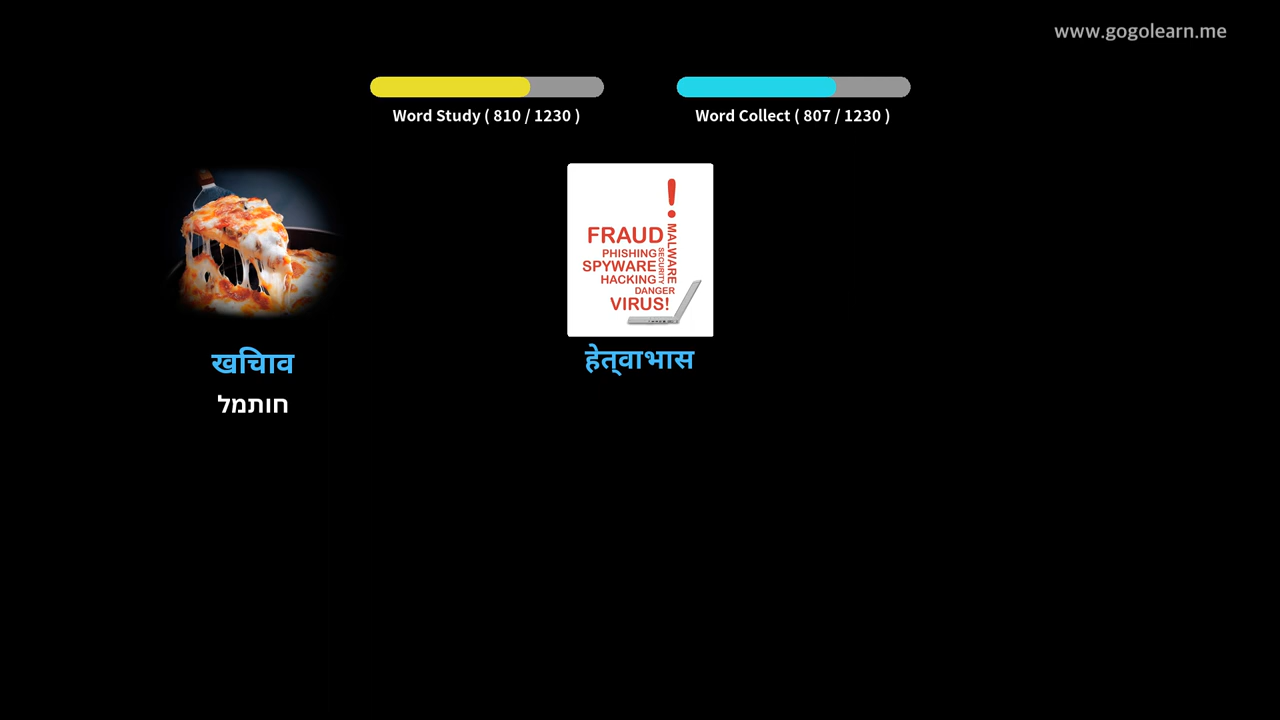 www.gogolearn.me
Word Study ( 810 / 1230 )
Word Collect ( 807 / 1230 )
!
FRAUD
MALWARE
PHISHING
SECURITY
SPYWARE
HACKING
DANGER
VIRUS!
खचिाव
हेत्‌वाभास
חותמל